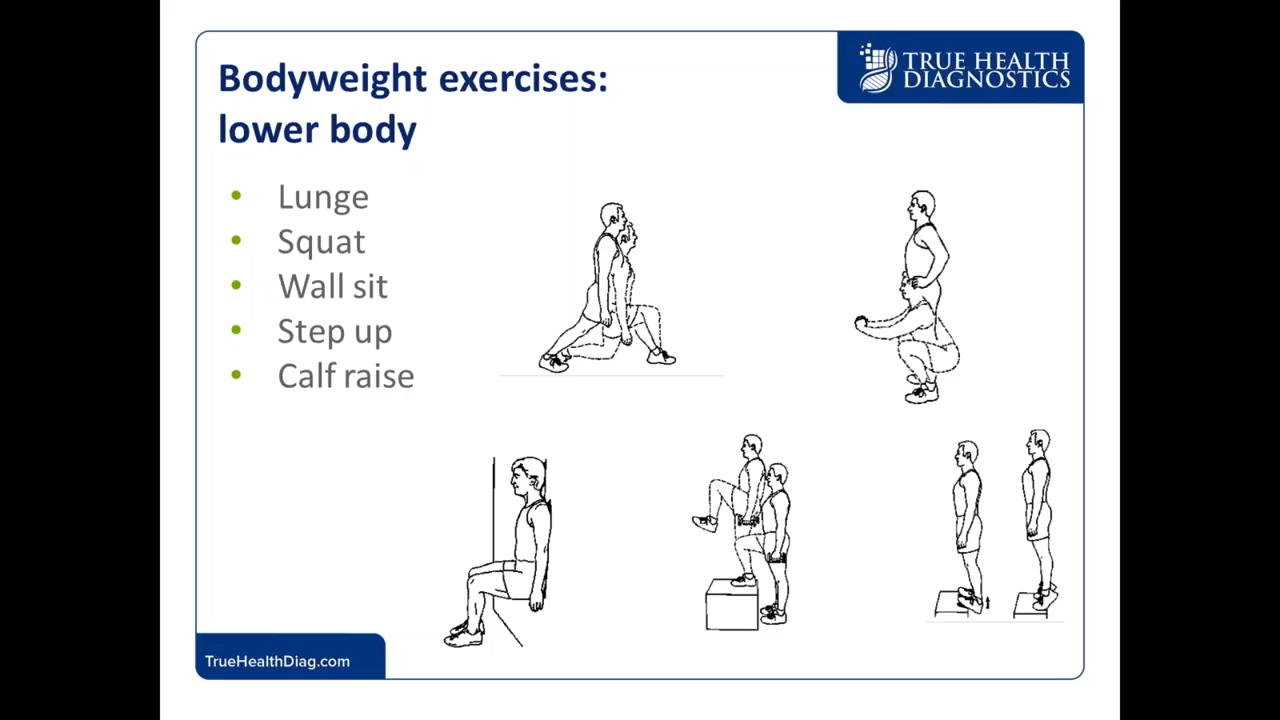 Bodyweight exercises:
lower body
TRUE HEALTH
DIAGNOSTICS
• Lunge
• Squat
• Wall sit
• Step up
• Calf raise
TrueHealthDiag.com